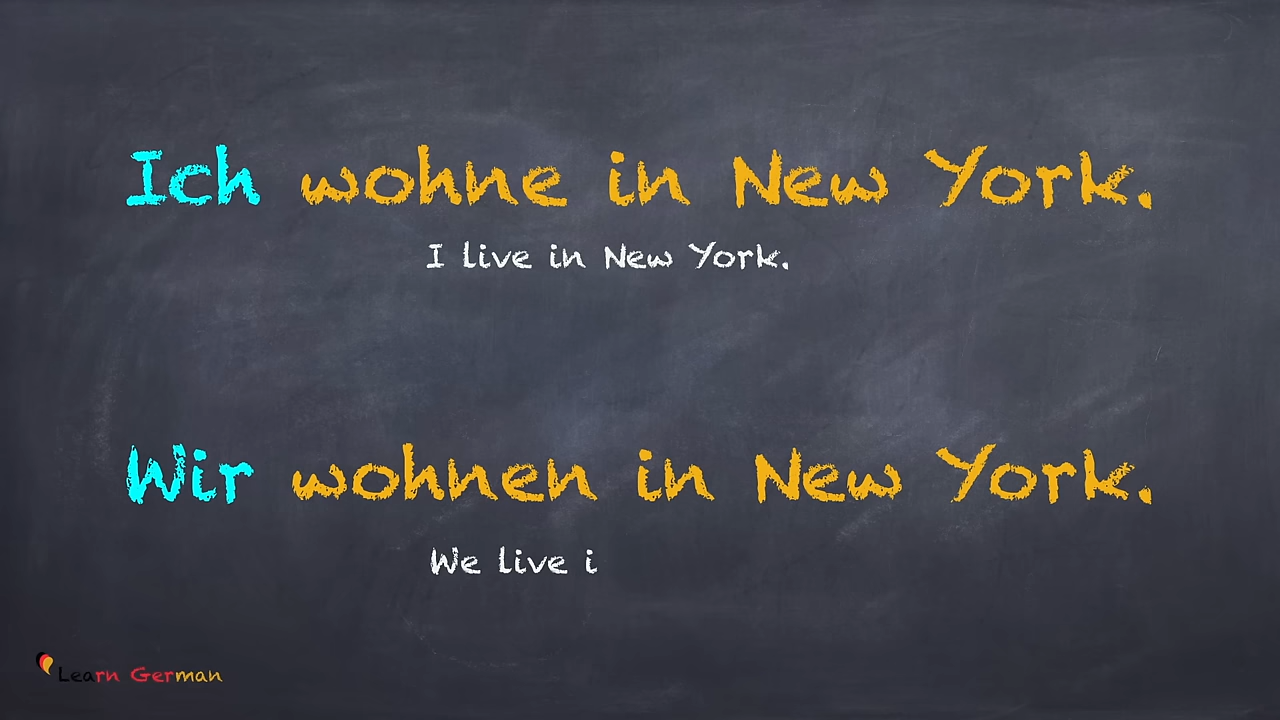 Ich wohne in New York.
I live in New York.
Wir wohnen in New York.
We live i
Learn German